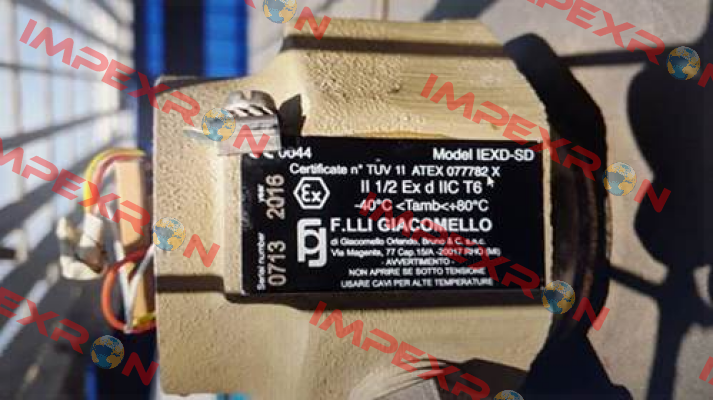 0044 Model IEXD-SD
Certificate n° TUV 11 ATEX 077782 X
II 1/2 Ex d IIC T6
-40°C <Tamb<+80°C
F.LLI GIACOMELLO
di Giacomello Orlando, Bruno & C. s.n.c.
Via Magenta, 77 Cap.15/A -20017 RHO (MI)
- AVVERTIMENTO -
NON APRIRE SE SOTTO TENSIONE
USARE CAVI PER ALTE TEMPERATURE
Serial number year
0713 2016
Ex
fg
IMPEXRON
IMPEXRON
IMPEXRON
IMPEXRON
IMPEXRON